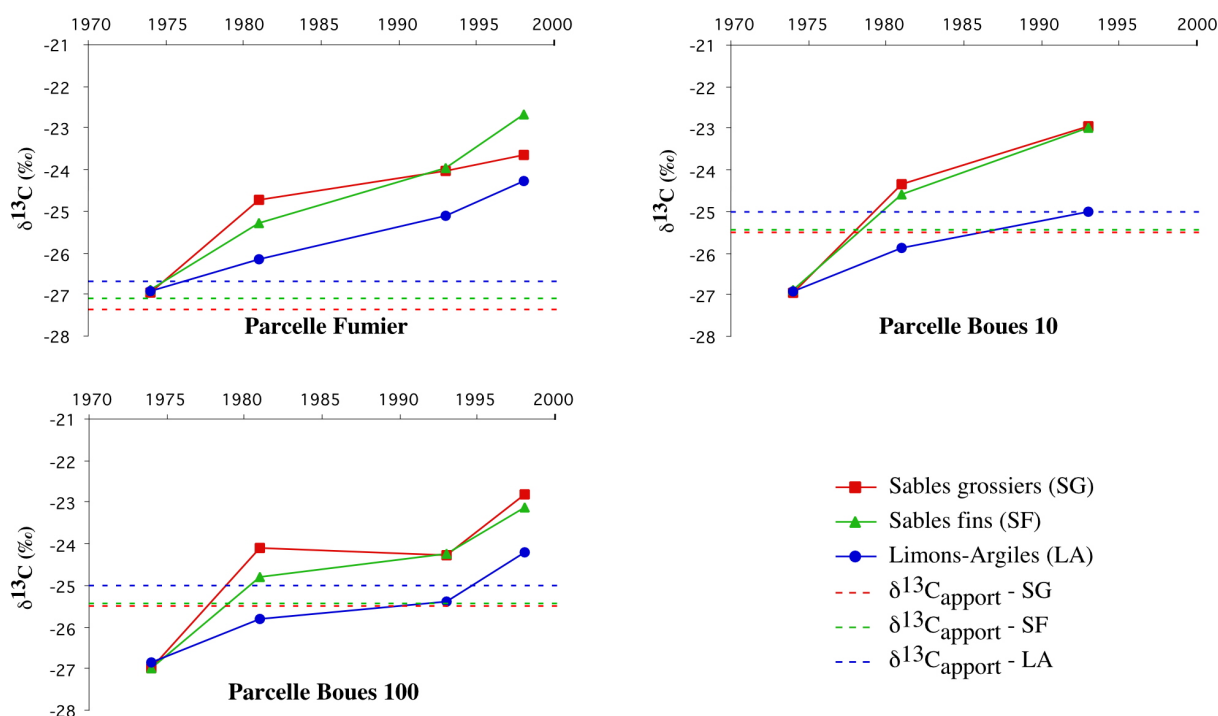 1970 1975 1980 1985 1990 1995 2000
-21
-22
-23
-24
-25
-26
-27
-28
δ13C (‰)
Parcelle Fumier
1970 1975 1980 1985 1990 1995 2000
-21
-22
-23
-24
-25
-26
-27
-28
δ13C (‰)
Parcelle Boues 10
1970 1975 1980 1985 1990 1995 2000
-21
-22
-23
-24
-25
-26
-27
-28
δ13C (‰)
Parcelle Boues 100
Sables grossiers (SG)
Sables fins (SF)
Limons-Argiles (LA)
δ13Capport - SG
δ13Capport - SF
δ13Capport - LA